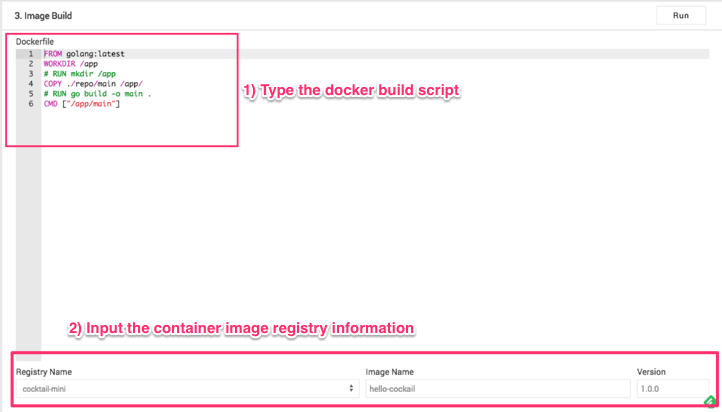 3. Image Build
Run
Dockerfile
1 FROM golang:latest
2 WORKDIR /app
3 # RUN mkdir /app
4 COPY ./repo/main /app/
5 # RUN go build -o main .
6 CMD ["/app/main"]
1) Type the docker build script
2) Input the container image registry information
Registry Name
Image Name
Version
cocktail-mini
hello-cockail
1.0.0